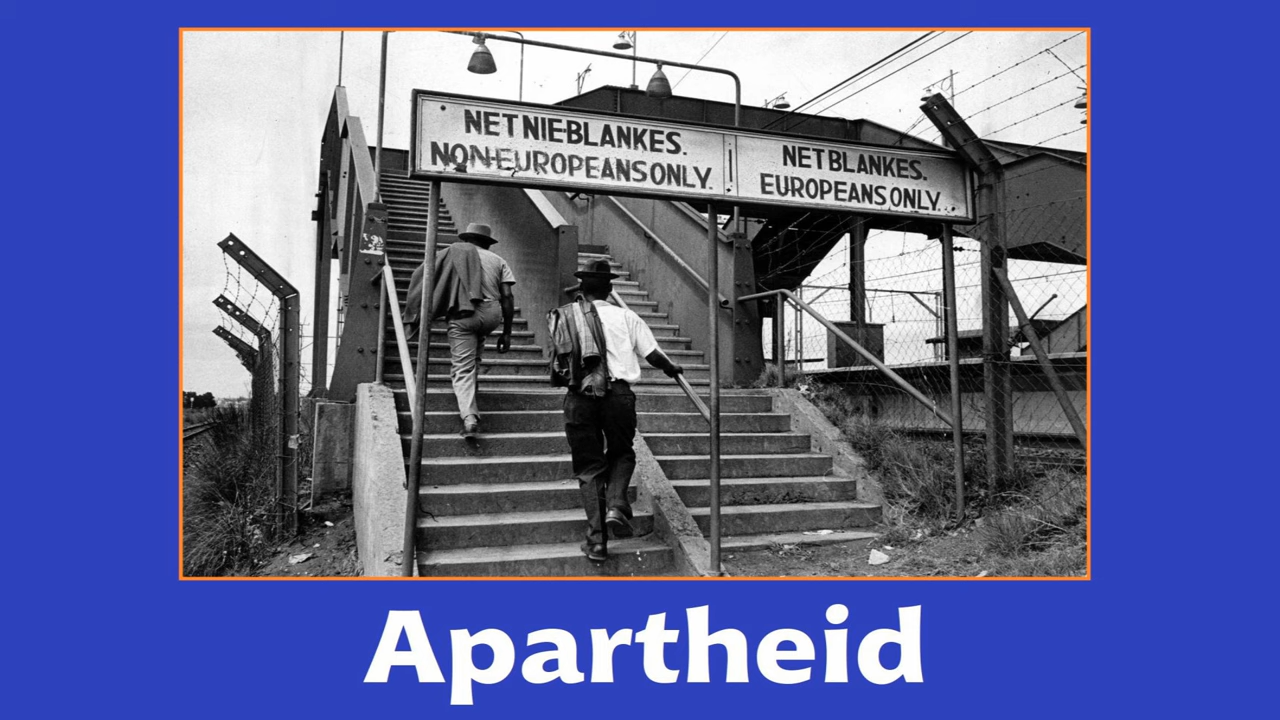 NET NIE-BLANKES.
NON-EUROPEANS ONLY.
NET BLANKES.
EUROPEANS ONLY.
Apartheid